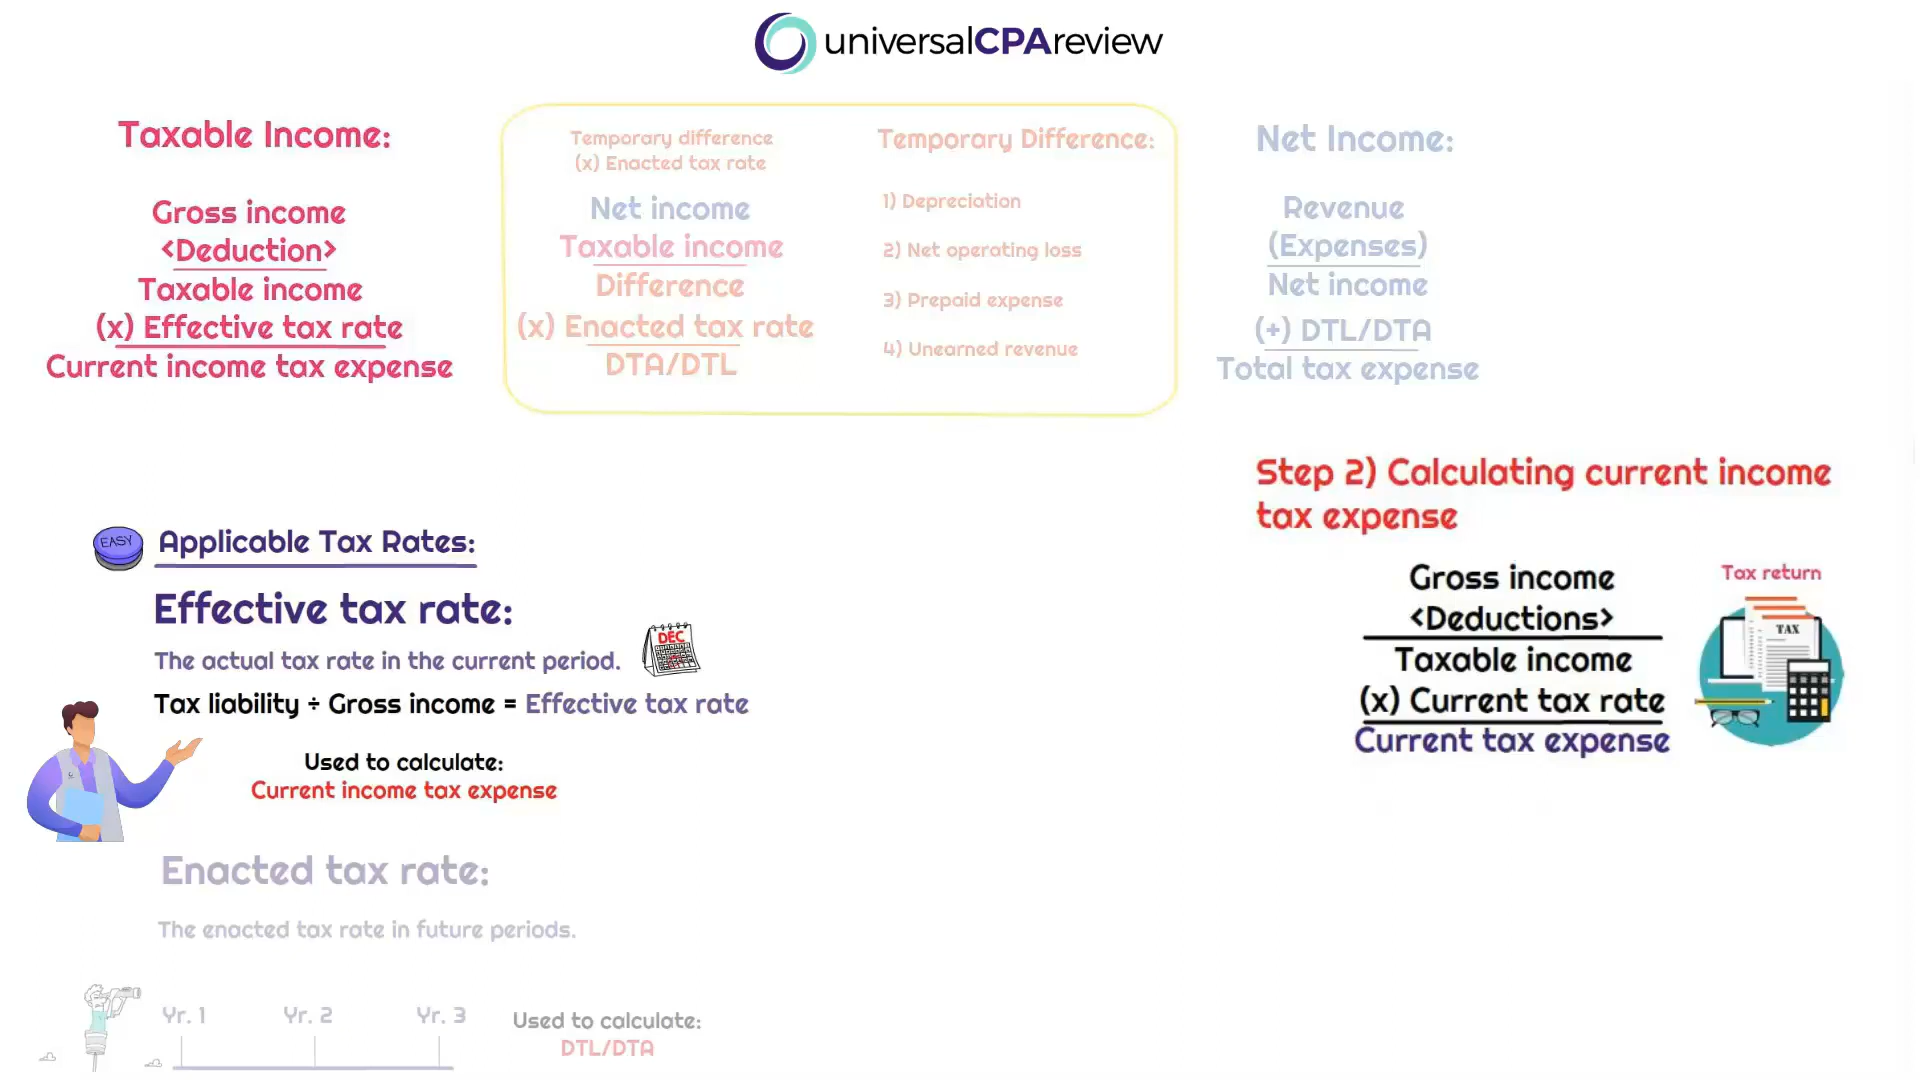 universalCPAreview
Taxable Income:
Gross income
<Deduction>
Taxable income
(x) Effective tax rate
Current income tax expense
Temporary difference
(x) Enacted tax rate
Net income
Taxable income
Difference
(x) Enacted tax rate
DTA/DTL
Temporary Difference:
1) Depreciation
2) Net operating loss
3) Prepaid expense
4) Unearned revenue
Net Income:
Revenue
(Expenses)
Net income
(+) DTL/DTA
Total tax expense
EASY
Applicable Tax Rates:
Effective tax rate:
The actual tax rate in the current period.
DEC
Tax liability ÷ Gross income = Effective tax rate
Used to calculate:
Current income tax expense
Enacted tax rate:
The enacted tax rate in future periods.
Yr. 1
Yr. 2
Yr. 3
Used to calculate:
DTL/DTA
Step 2) Calculating current income
tax expense
Gross income
<Deductions>
Taxable income
(x) Current tax rate
Current tax expense
Tax return
TAX